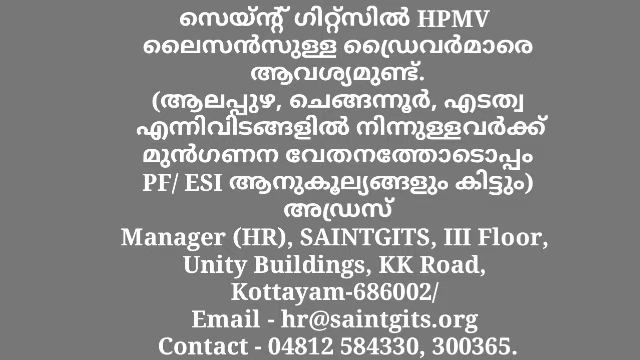 സെയ്ന്റ് ഗിറ്റ്സിൽ HPMV
ലൈസൻസുള്ള ഡ്രൈവർമാരെ
ആവശ്യമുണ്ട്.
(ആലപ്പുഴ, ചെങ്ങന്നൂർ, എടത്വ
എന്നിവിടങ്ങളിൽ നിന്നുള്ളവർക്ക്
മുൻഗണന വേതനത്തോടൊപ്പം
PF/ ESI ആനുകൂല്യങ്ങളും കിട്ടും)
അഡ്രസ്
Manager (HR), SAINTGITS, III Floor,
Unity Buildings, KK Road,
Kottayam-686002/
Email - hr@saintgits.org
Contact - 04812 584330, 300365.